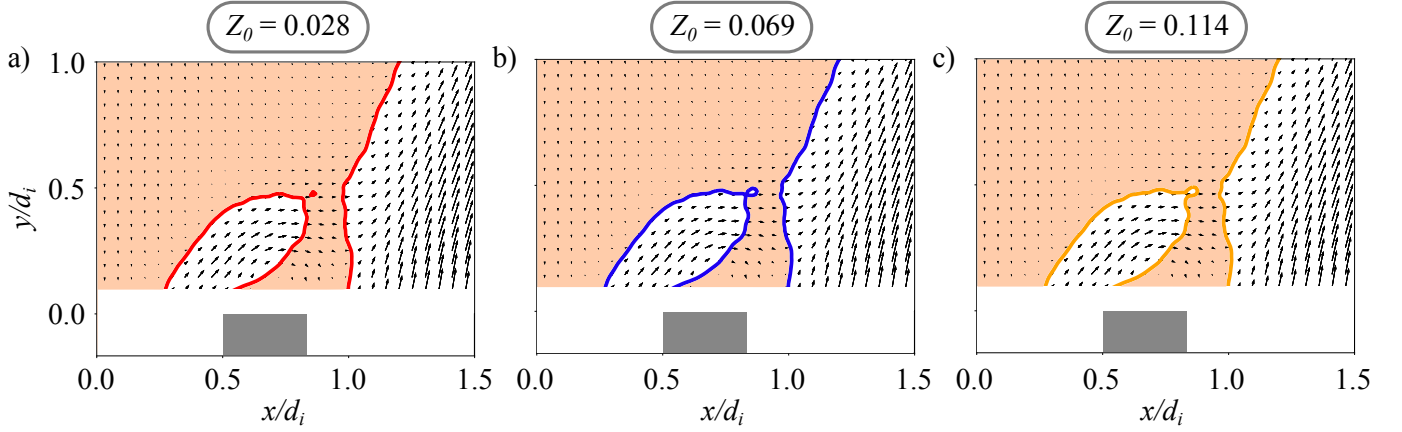 Z₀ = 0.028
Z₀ = 0.069
Z₀ = 0.114
a)
b)
c)
1.0
0.5
0.0
y/dᵢ
0.0 0.5 1.0 1.5
0.0 0.5 1.0 1.5
0.0 0.5 1.0 1.5
x/dᵢ
x/dᵢ
x/dᵢ